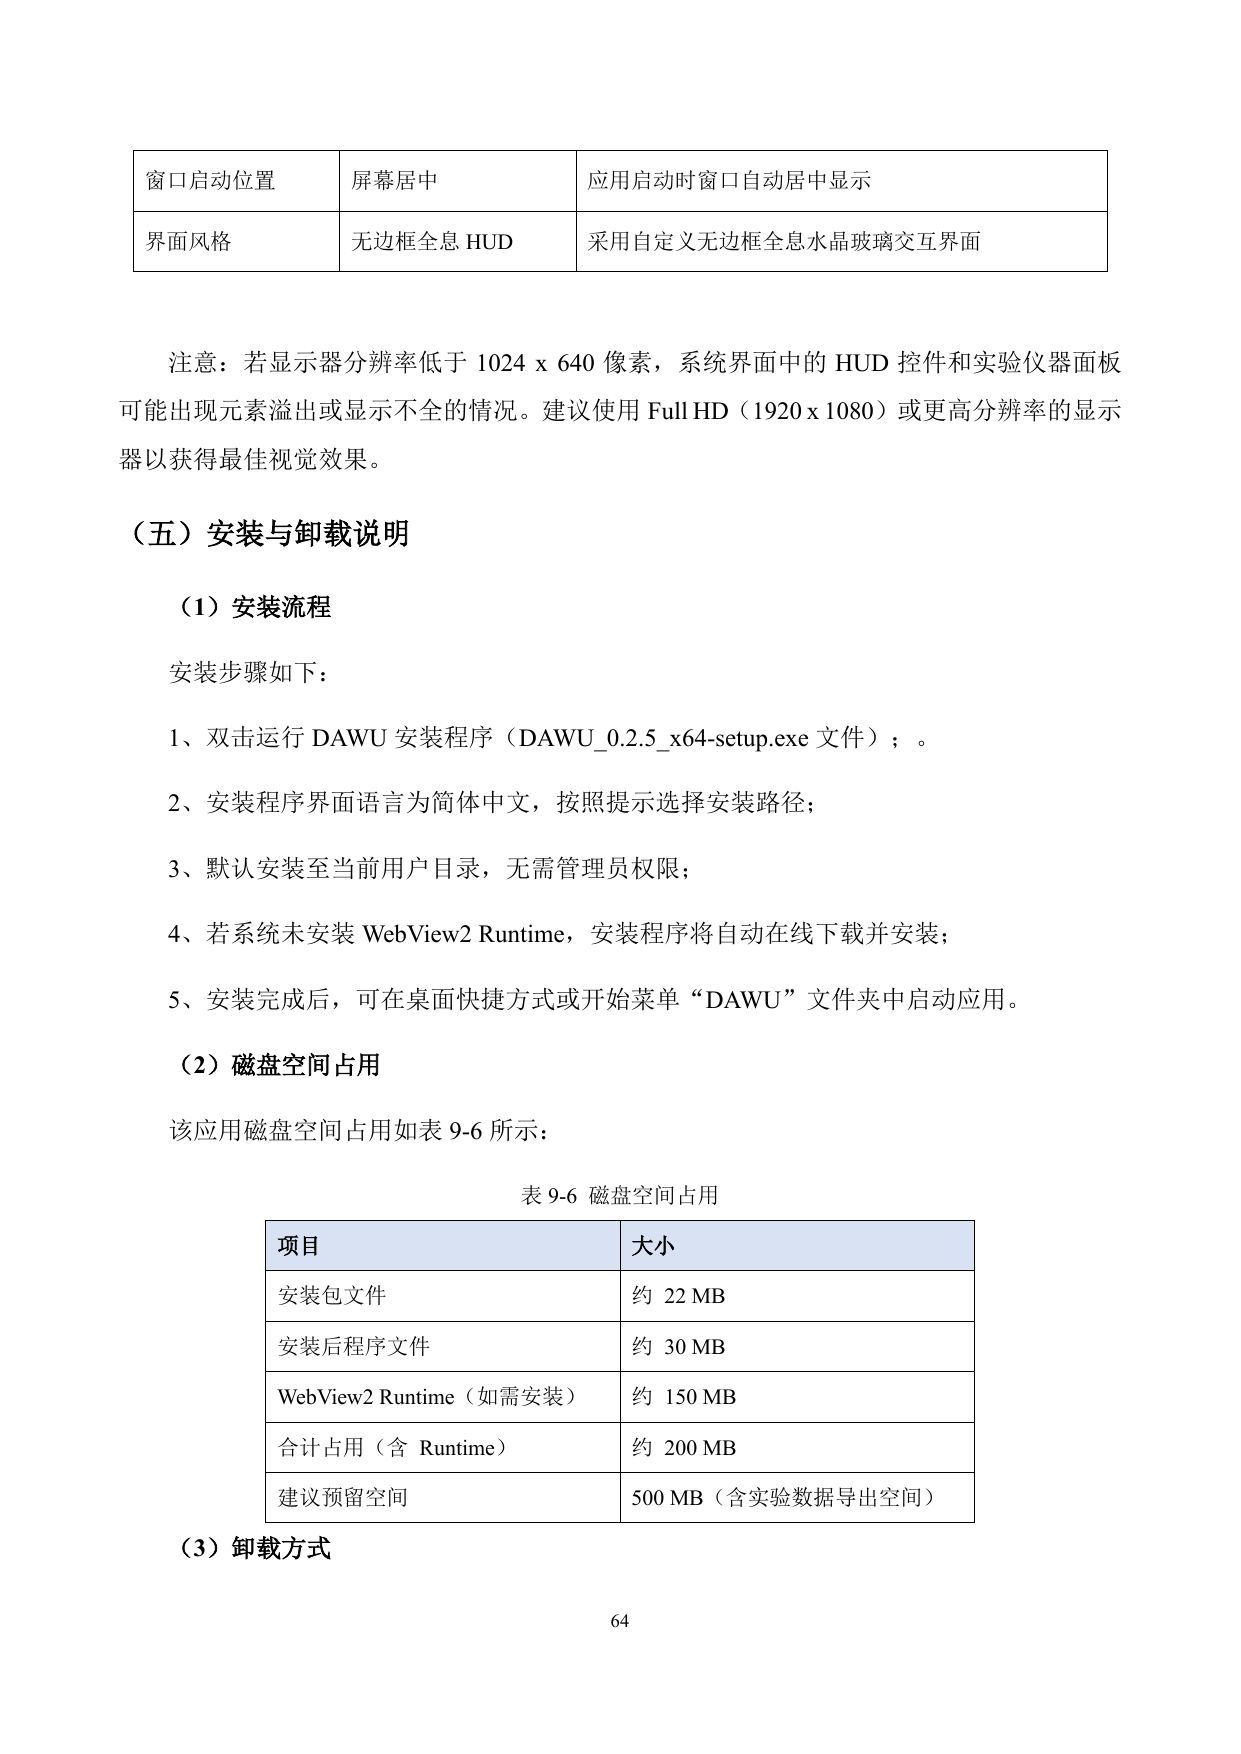 窗口启动位置 屏幕居中 应用启动时窗口自动居中显示
界面风格 无边框全息 HUD 采用自定义无边框全息水晶玻璃交互界面
注意：若显示器分辨率低于 1024 x 640 像素，系统界面中的 HUD 控件和实验仪器面板
可能出现元素溢出或显示不全的情况。建议使用 Full HD（1920 x 1080）或更高分辨率的显示
器以获得最佳视觉效果。
（五）安装与卸载说明
（1）安装流程
安装步骤如下：
1、双击运行 DAWU 安装程序（DAWU_0.2.5_x64-setup.exe 文件）；。
2、安装程序界面语言为简体中文，按照提示选择安装路径；
3、默认安装至当前用户目录，无需管理员权限；
4、若系统未安装 WebView2 Runtime，安装程序将自动在线下载并安装；
5、安装完成后，可在桌面快捷方式或开始菜单“DAWU”文件夹中启动应用。
（2）磁盘空间占用
该应用磁盘空间占用如表 9-6 所示：
表 9-6 磁盘空间占用
项目 大小
安装包文件 约 22 MB
安装后程序文件 约 30 MB
WebView2 Runtime（如需安装） 约 150 MB
合计占用（含 Runtime） 约 200 MB
建议预留空间 500 MB（含实验数据导出空间）
（3）卸载方式
64